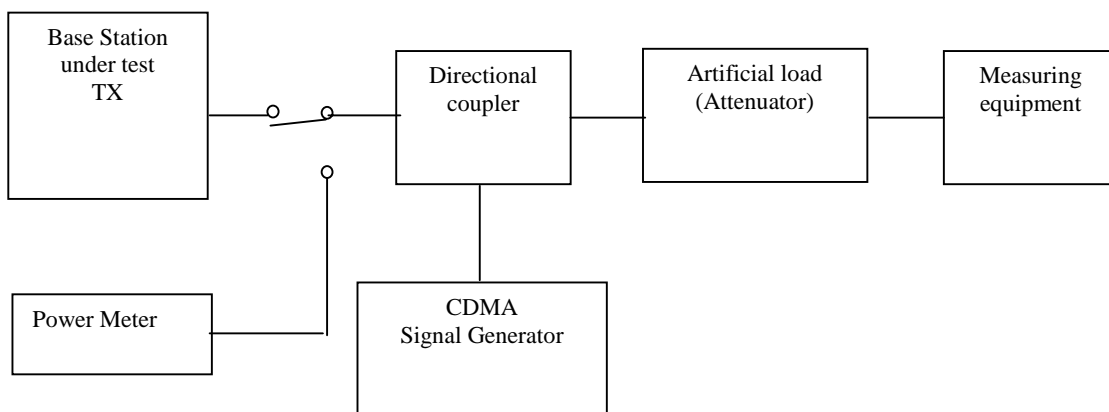 Base Station
under test
TX
Directional
coupler
Artificial load
(Attenuator)
Measuring
equipment
Power Meter
CDMA
Signal Generator